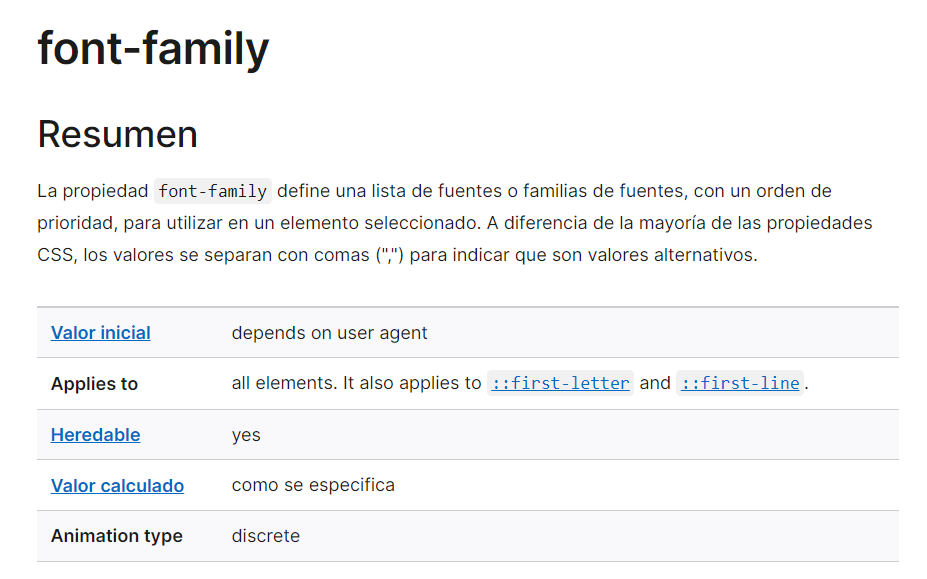 font-family
Resumen
La propiedad font-family define una lista de fuentes o familias de fuentes, con un orden de
prioridad, para utilizar en un elemento seleccionado. A diferencia de la mayoría de las propiedades
CSS, los valores se separan con comas (",") para indicar que son valores alternativos.
Valor inicial depends on user agent
Applies to all elements. It also applies to ::first-letter and ::first-line.
Heredable yes
Valor calculado como se especifica
Animation type discrete